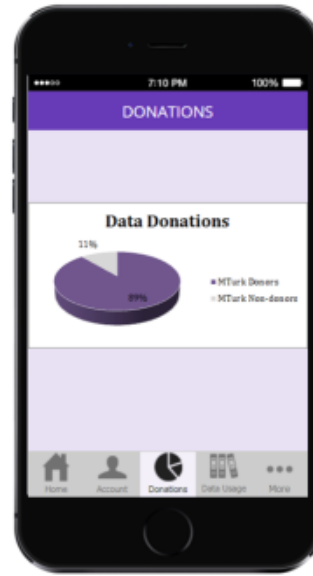 7:10 PM 100%
DONATIONS
Data Donations
11%
89%
MTurk Donors
MTurk Non-donors
Home Account Donations Data Usage More